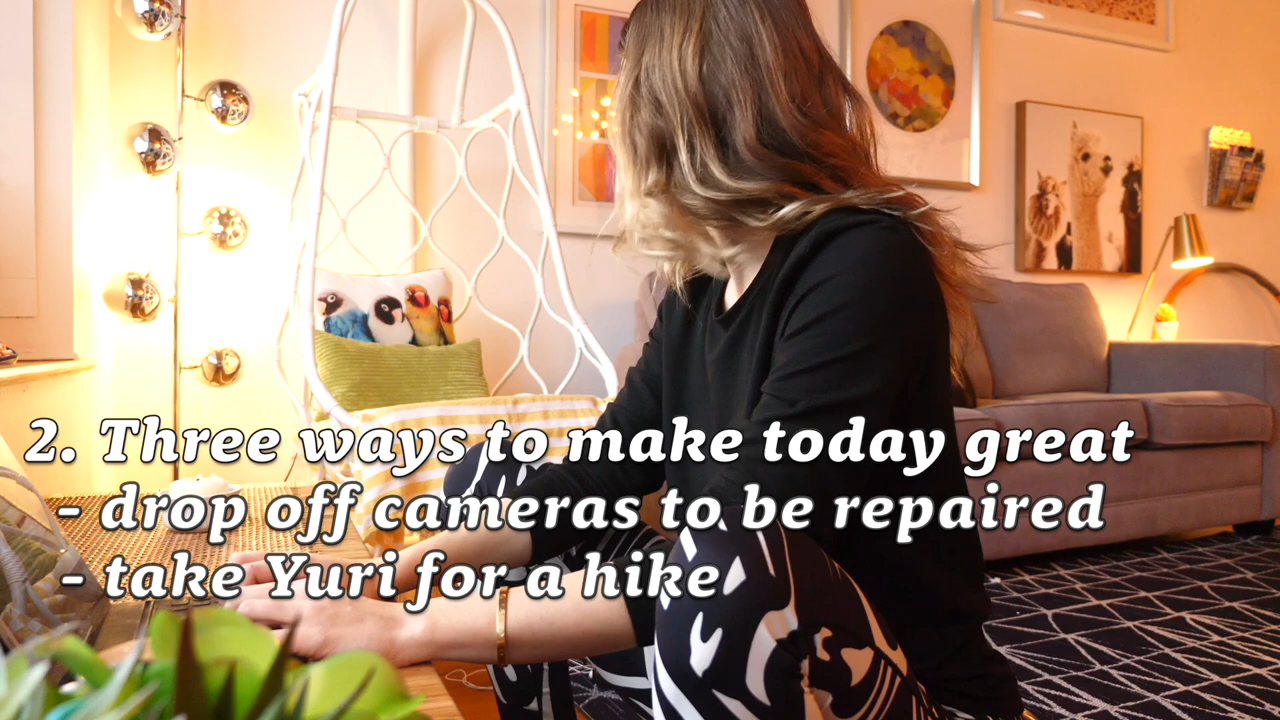 2. Three ways to make today great
- drop off cameras to be repaired
- take Yuri for a hike